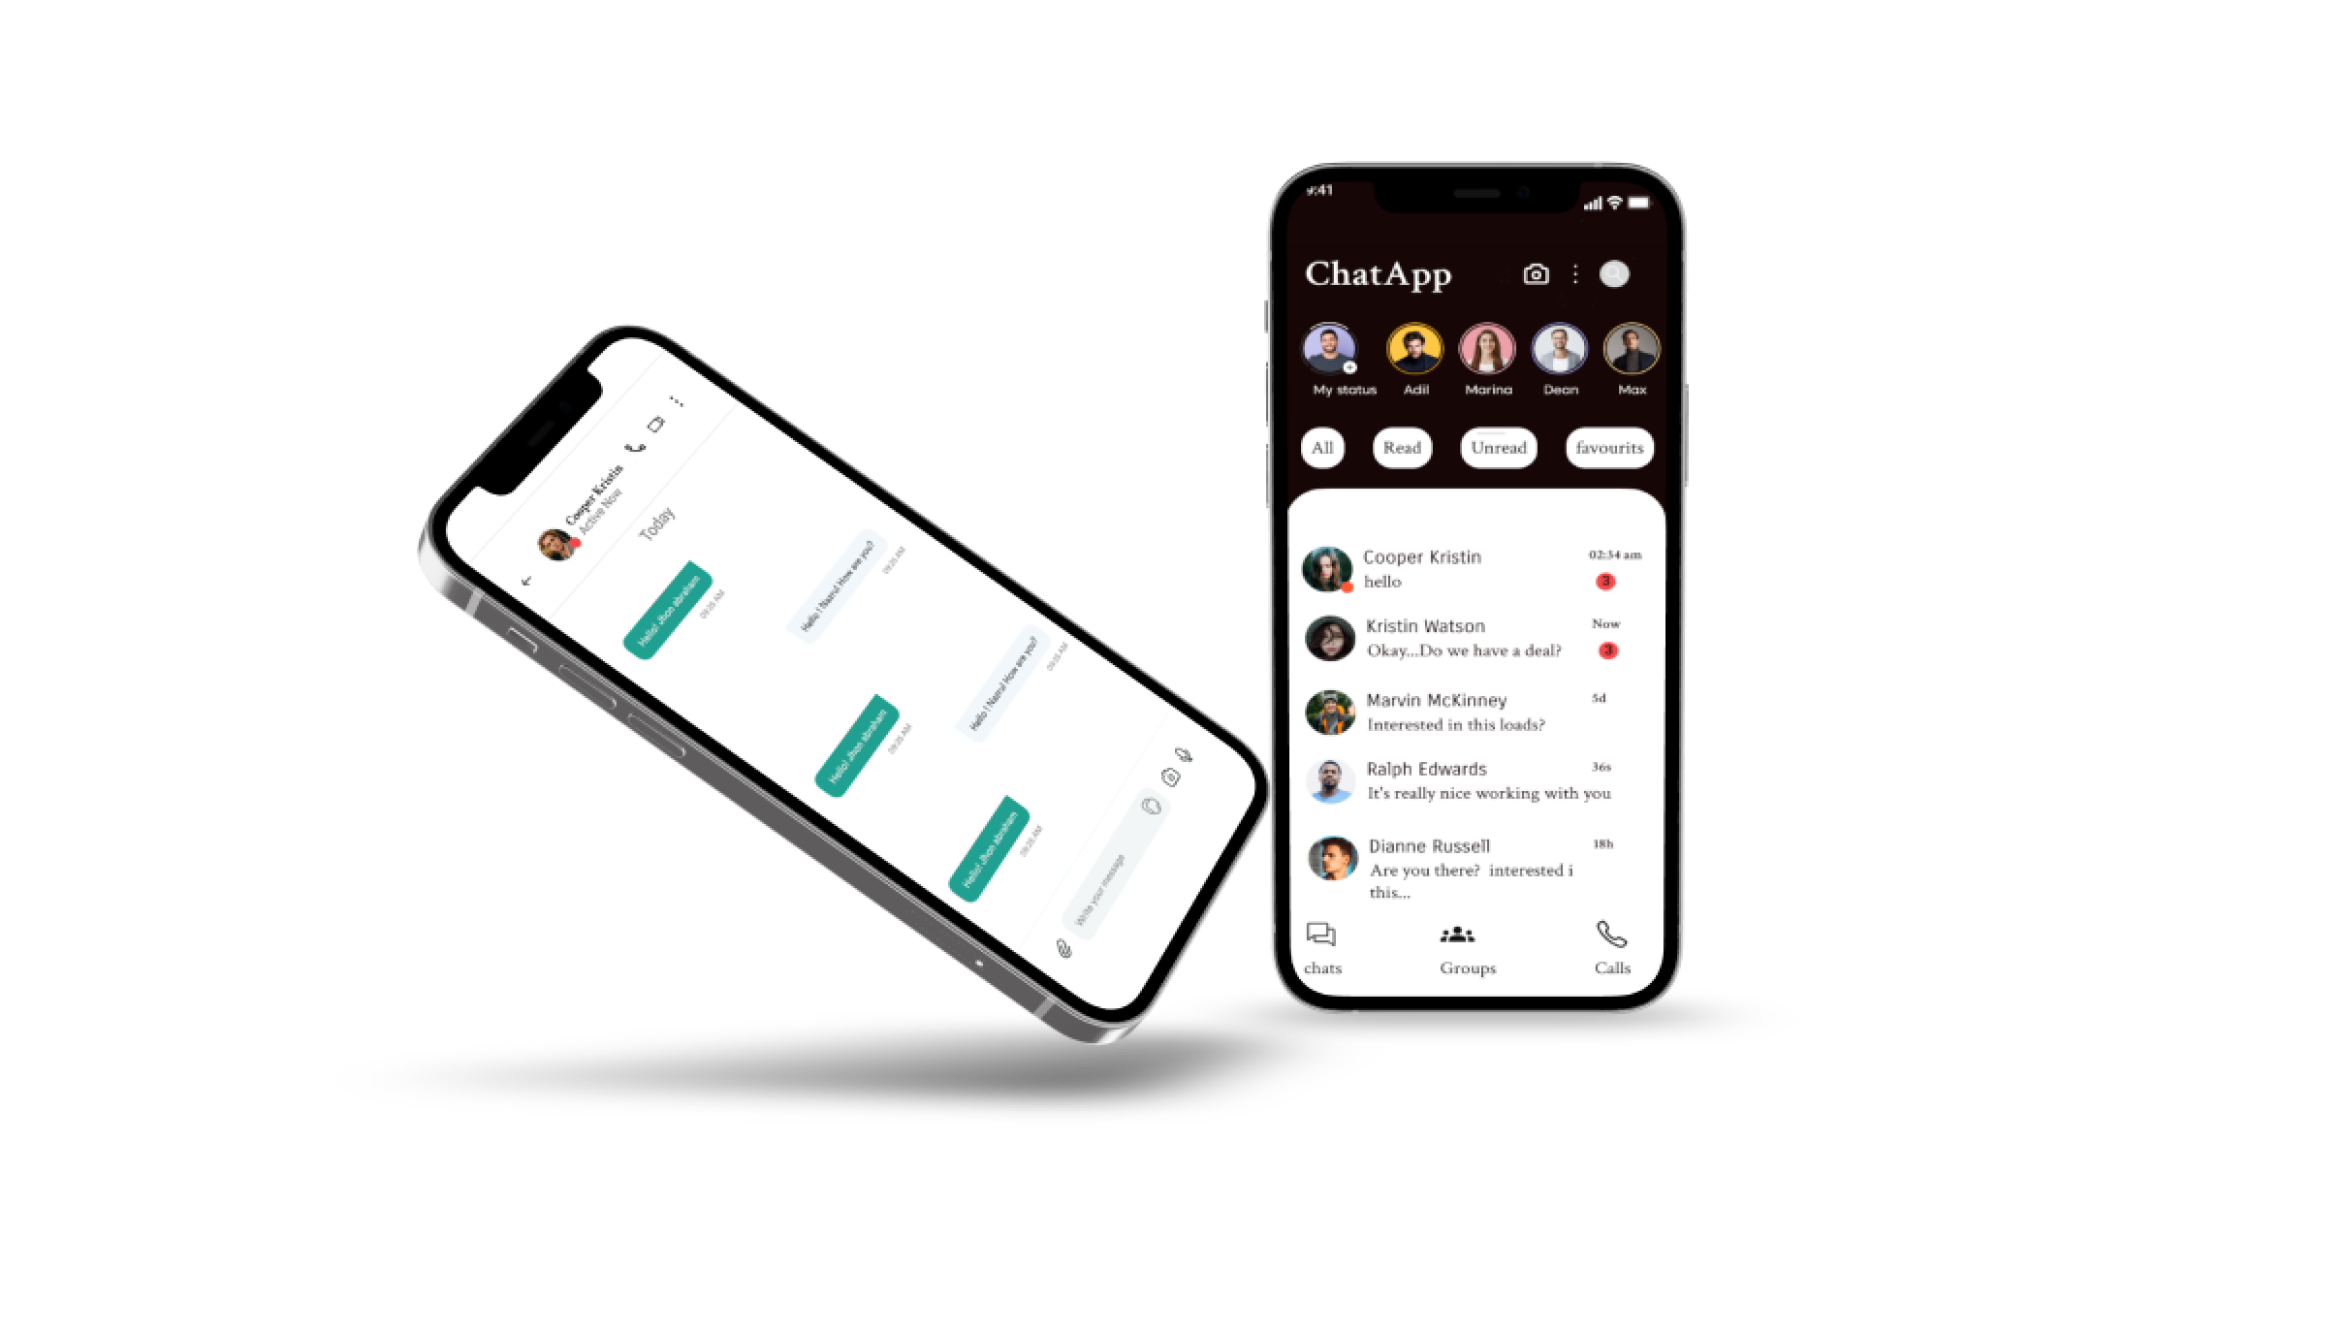 Cooper Kristin
Active Now
Today
Hello! Jhon abraham
09:25 AM
Hello ! Nazrul How are you?
09:25 AM
Hello! Jhon abraham
09:25 AM
Hello ! Nazrul How are you?
09:25 AM
Hello! Jhon abraham
09:25 AM
Write your message
9:41
ChatApp
My status Adil Marina Dean Max
All Read Unread favourits
Cooper Kristin 02:34 am
hello 3
Kristin Watson Now
Okay...Do we have a deal? 3
Marvin McKinney 5d
Interested in this loads?
Ralph Edwards 36s
It's really nice working with you
Dianne Russell 18h
Are you there? interested i
this...
chats Groups Calls